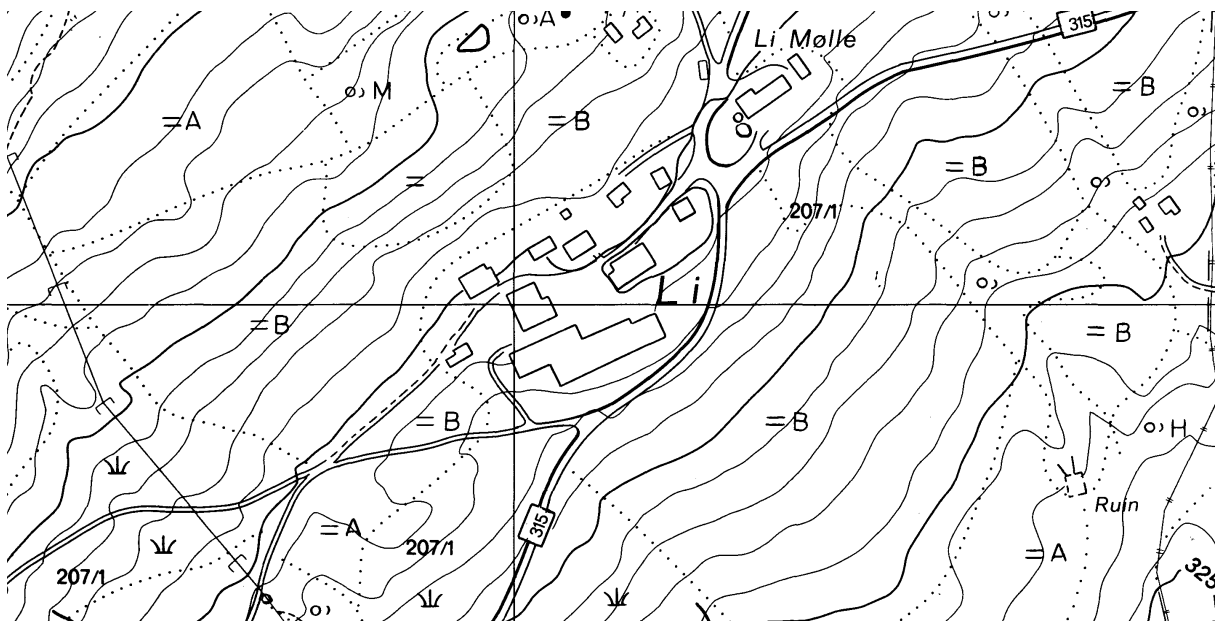 A
315
Li Mølle
M
= A
= B
= B
=
= B
207/1
Li
= B
= B
= B
= B
H
Ruin
= A
207/1
315
= A
207/1
325